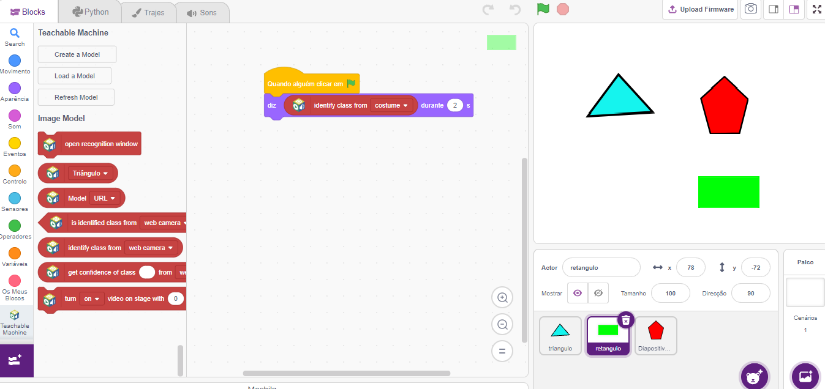 Blocks
Python
Trajes
Sons
Upload Firmware
Search
Movimento
Aparência
Som
Eventos
Controlo
Sensores
Operadores
Variáveis
Os Meus
Blocos
Teachable
Machine
Teachable Machine
Create a Model
Load a Model
Refresh Model
Image Model
open recognition window
Triângulo
Model URL
is identified class from web camera
identify class from web camera
get confidence of class from
turn on video on stage with 0
Quando alguém clicar em
diz identify class from costume durante 2 s
Actor retangulo x 78 y -72
Mostrar Tamanho 100 Direcção 90
triangulo
retangulo
Diapositiv...
Palco
Cenários
1